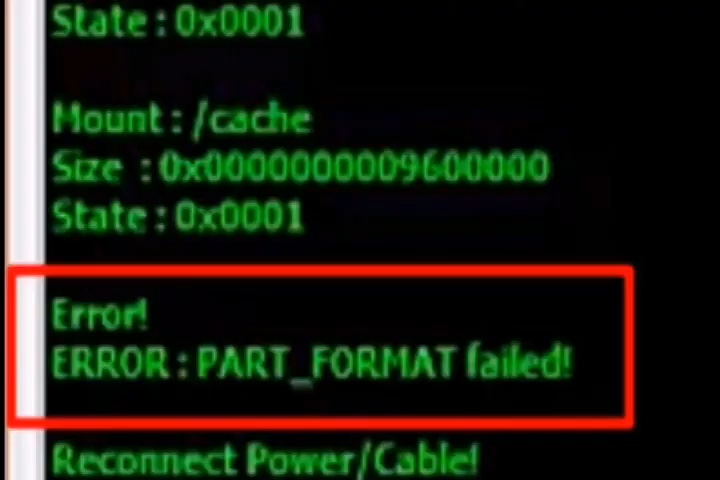 State : 0x0001
Mount : /cache
Size : 0x0000000009600000
State : 0x0001
Error!
ERROR : PART_FORMAT failed!
Reconnect Power/Cable!